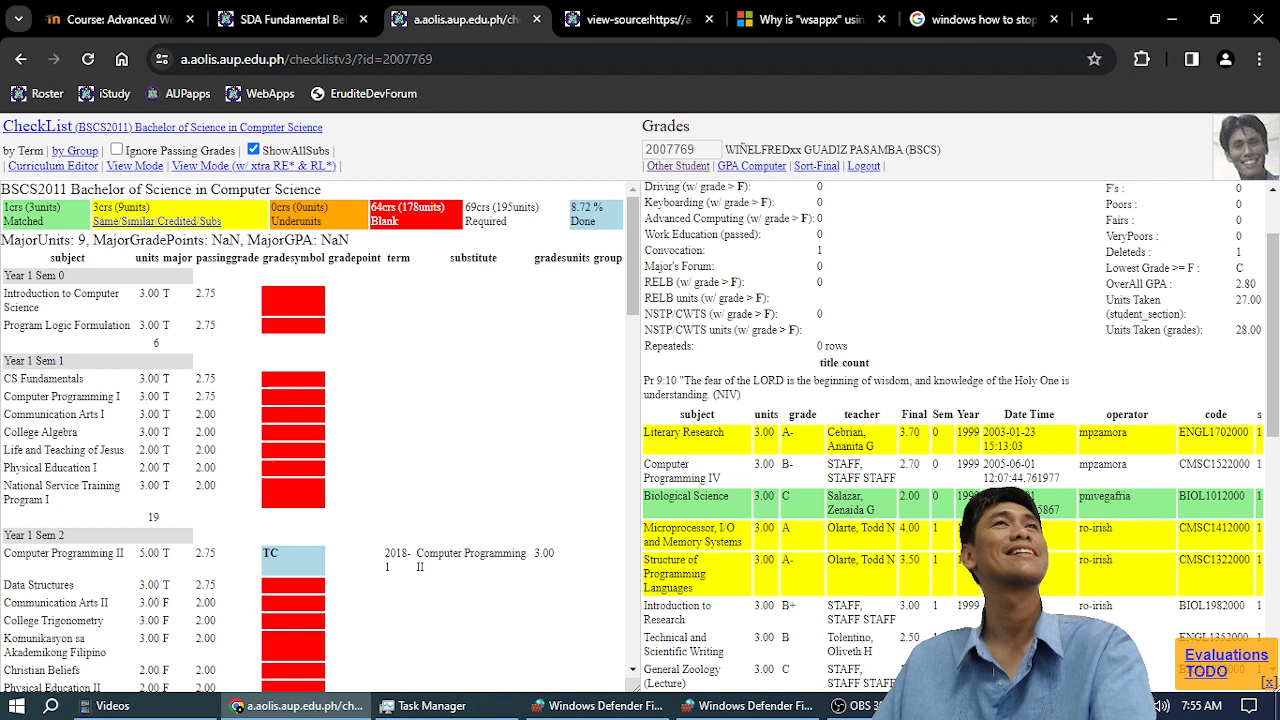 Course: Advanced We
SDA Fundamental Bel
a.aolis.aup.edu.ph/che
view-source:https://a.
Why is "wsappx" usin
windows how to stop
a.aolis.aup.edu.ph/checklistv3/?id=2007769
Roster
iStudy
AUPapps
WebApps
EruditeDevForum
CheckList (BSCS2011) Bachelor of Science in Computer Science
by Term | by Group | Ignore Passing Grades | ShowAllSubs |
| Curriculum Editor | View Mode | View Mode (w/ xtra RE* & RL*) |
BSCS2011 Bachelor of Science in Computer Science
1crs (3units) Matched
3crs (9units) Same/Similar/Credited/Subs
0crs (0units) Underunits
64crs (178units) Blank
69crs (195units) Required
8.72 % Done
MajorUnits: 9, MajorGradePoints: NaN, MajorGPA: NaN
subject units major passinggrade gradesymbol gradepoint term substitute gradesunits group
Year 1 Sem 0
Introduction to Computer Science 3.00 T 2.75
Program Logic Formulation 3.00 T 2.75
6
Year 1 Sem 1
CS Fundamentals 3.00 T 2.75
Computer Programming I 3.00 T 2.75
Communication Arts I 3.00 T 2.00
College Algebra 3.00 T 2.00
Life and Teaching of Jesus 2.00 T 2.00
Physical Education I 2.00 T 2.00
National Service Training Program I 3.00 T 2.00
19
Year 1 Sem 2
Computer Programming II 5.00 T 2.75 TC 2018-1 Computer Programming II 3.00
Data Structures 3.00 T 2.75
Communication Arts II 3.00 F 2.00
College Trigonometry 3.00 F 2.00
Komunikasyon sa Akademikong Filipino 3.00 F 2.00
Christian Beliefs 2.00 F 2.00
Physical Education II 2.00 F 2.00
Grades
2007769 WIÑELFREDxx GUADIZ PASAMBA (BSCS)
| Other Student | GPA Computer | Sort-Final | Logout |
Driving (w/ grade > F): 0
Keyboarding (w/ grade > F): 0
Advanced Computing (w/ grade > F): 0
Work Education (passed): 0
Convocation: 1
Major's Forum: 0
RELB (w/ grade > F): 0
RELB units (w/ grade > F): 0
NSTP/CWTS (w/ grade > F): 0
NSTP/CWTS units (w/ grade > F): 0
Repeateds: 0 rows
title count
F's : 0
Poors : 0
Fairs : 0
VeryPoors : 0
Deleteds : 1
Lowest Grade >= F : C
OverAll GPA : 2.80
Units Taken (student_section): 27.00
Units Taken (grades): 28.00
Pr 9:10 "The fear of the LORD is the beginning of wisdom, and knowledge of the Holy One is
understanding. (NIV)
subject units grade teacher Final Sem Year Date Time operator code s
Literary Research 3.00 A- Cebrian, Ananita G 3.70 0 1999 2003-01-23 15:13:03 mpzamora ENGL1702000 1
Computer Programming IV 3.00 B- STAFF, STAFF STAFF 2.70 0 1999 2005-06-01 12:07:44.761977 mpzamora CMSC1522000 1
Biological Science 3.00 C Salazar, Zenaida G 2.00 0 5867 pmvegafria BIOL1012000 1
Microprocessor, I/O and Memory Systems 3.00 A Olarte, Todd N 4.00 1 ro-irish CMSC1412000 1
Structure of Programming Languages 3.00 A- Olarte, Todd N 3.50 1 ro-irish CMSC1322000 1
Introduction to Research 3.00 B+ STAFF, STAFF STAFF 3.00 1 1999 ro-irish BIOL1982000 1
Technical and Scientific Writing 3.00 B Tolentino, Oliveth H 2.50 ENGL1352000 1
General Zoology (Lecture) 3.00 C STAFF, STAFF STAFF
Evaluations
TODO
[x]
Videos
a.aolis.aup.edu.ph/ch...
Task Manager
Windows Defender Fi...
Windows Defender Fi...
OBS
7:55 AM